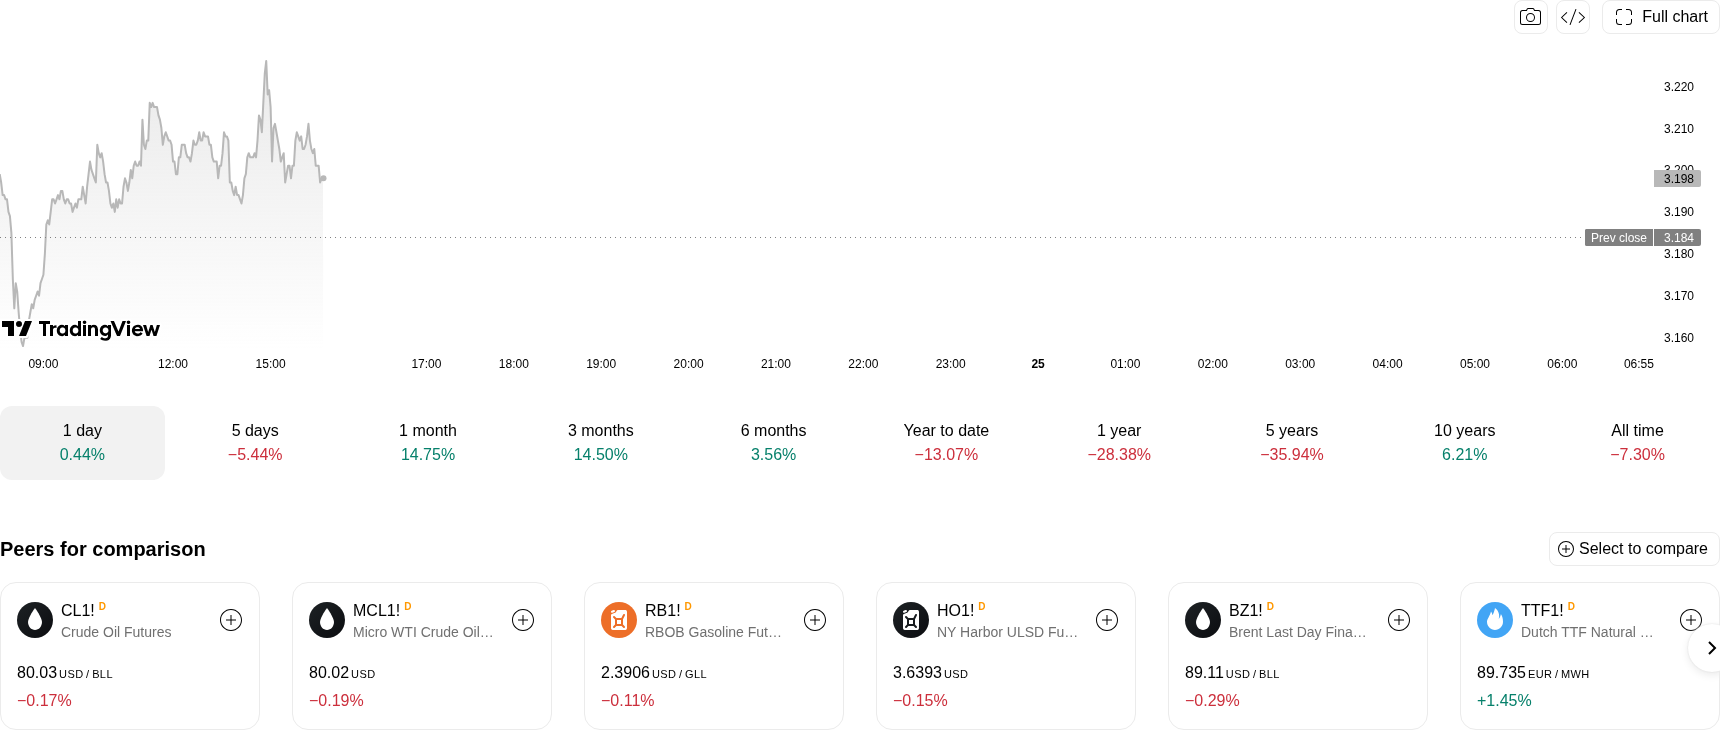 Full chart
3.220
3.210
3.200
3.198
3.190
Prev close 3.184
3.180
3.170
3.160
TradingView
09:00 12:00 15:00 17:00 18:00 19:00 20:00 21:00 22:00 23:00 25 01:00 02:00 03:00 04:00 05:00 06:00 06:55
1 day 5 days 1 month 3 months 6 months Year to date 1 year 5 years 10 years All time
0.44% −5.44% 14.75% 14.50% 3.56% −13.07% −28.38% −35.94% 6.21% −7.30%
Peers for comparison
Select to compare
CL1! D
Crude Oil Futures
80.03 USD / BLL
−0.17%
MCL1! D
Micro WTI Crude Oil…
80.02 USD
−0.19%
RB1! D
RBOB Gasoline Fut…
2.3906 USD / GLL
−0.11%
HO1! D
NY Harbor ULSD Fu…
3.6393 USD
−0.15%
BZ1! D
Brent Last Day Fina…
89.11 USD / BLL
−0.29%
TTF1! D
Dutch TTF Natural …
89.735 EUR / MWH
+1.45%